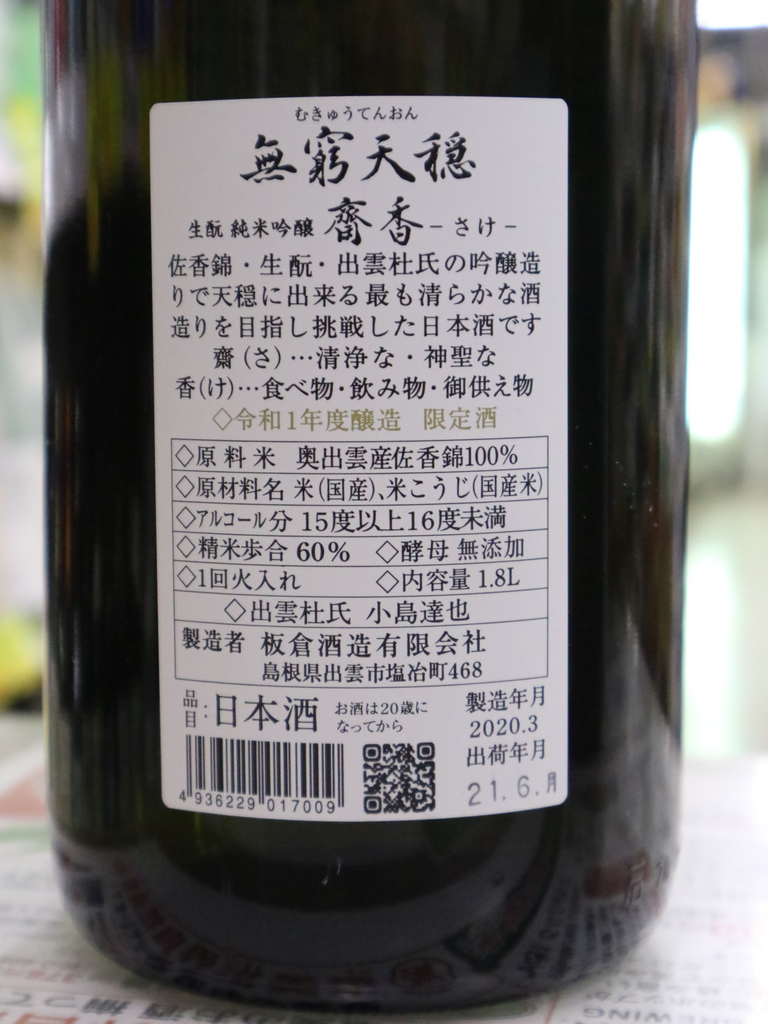 むきゅうてんおん
無窮天穏
生酛 純米吟醸 齋香 −さけ−
佐香錦・生酛・出雲杜氏の吟醸造
りで天穏に出来る最も清らかな酒
造りを目指し挑戦した日本酒です
齋（さ）…清浄な・神聖な
香(け)…食べ物・飲み物・御供え物
◇令和1年度醸造 限定酒
◇原料米 奥出雲産佐香錦100%
◇原材料名 米(国産)、米こうじ(国産米)
◇アルコール分 15度以上16度未満
◇精米歩合 60% ◇酵母 無添加
◇1回火入れ ◇内容量 1.8L
◇出雲杜氏 小島達也
製造者 板倉酒造有限会社
島根県出雲市塩冶町468
品目：日本酒 お酒は20歳に
なってから
製造年月
2020.3
出荷年月
21.6.月
4 936229 017009